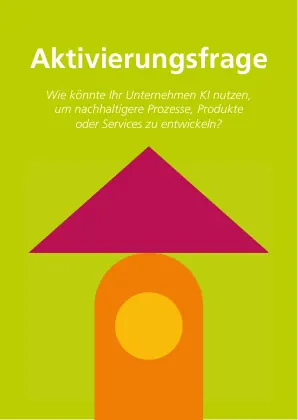 Aktivierungsfrage
Wie könnte Ihr Unternehmen KI nutzen,
um nachhaltigere Prozesse, Produkte
oder Services zu entwickeln?